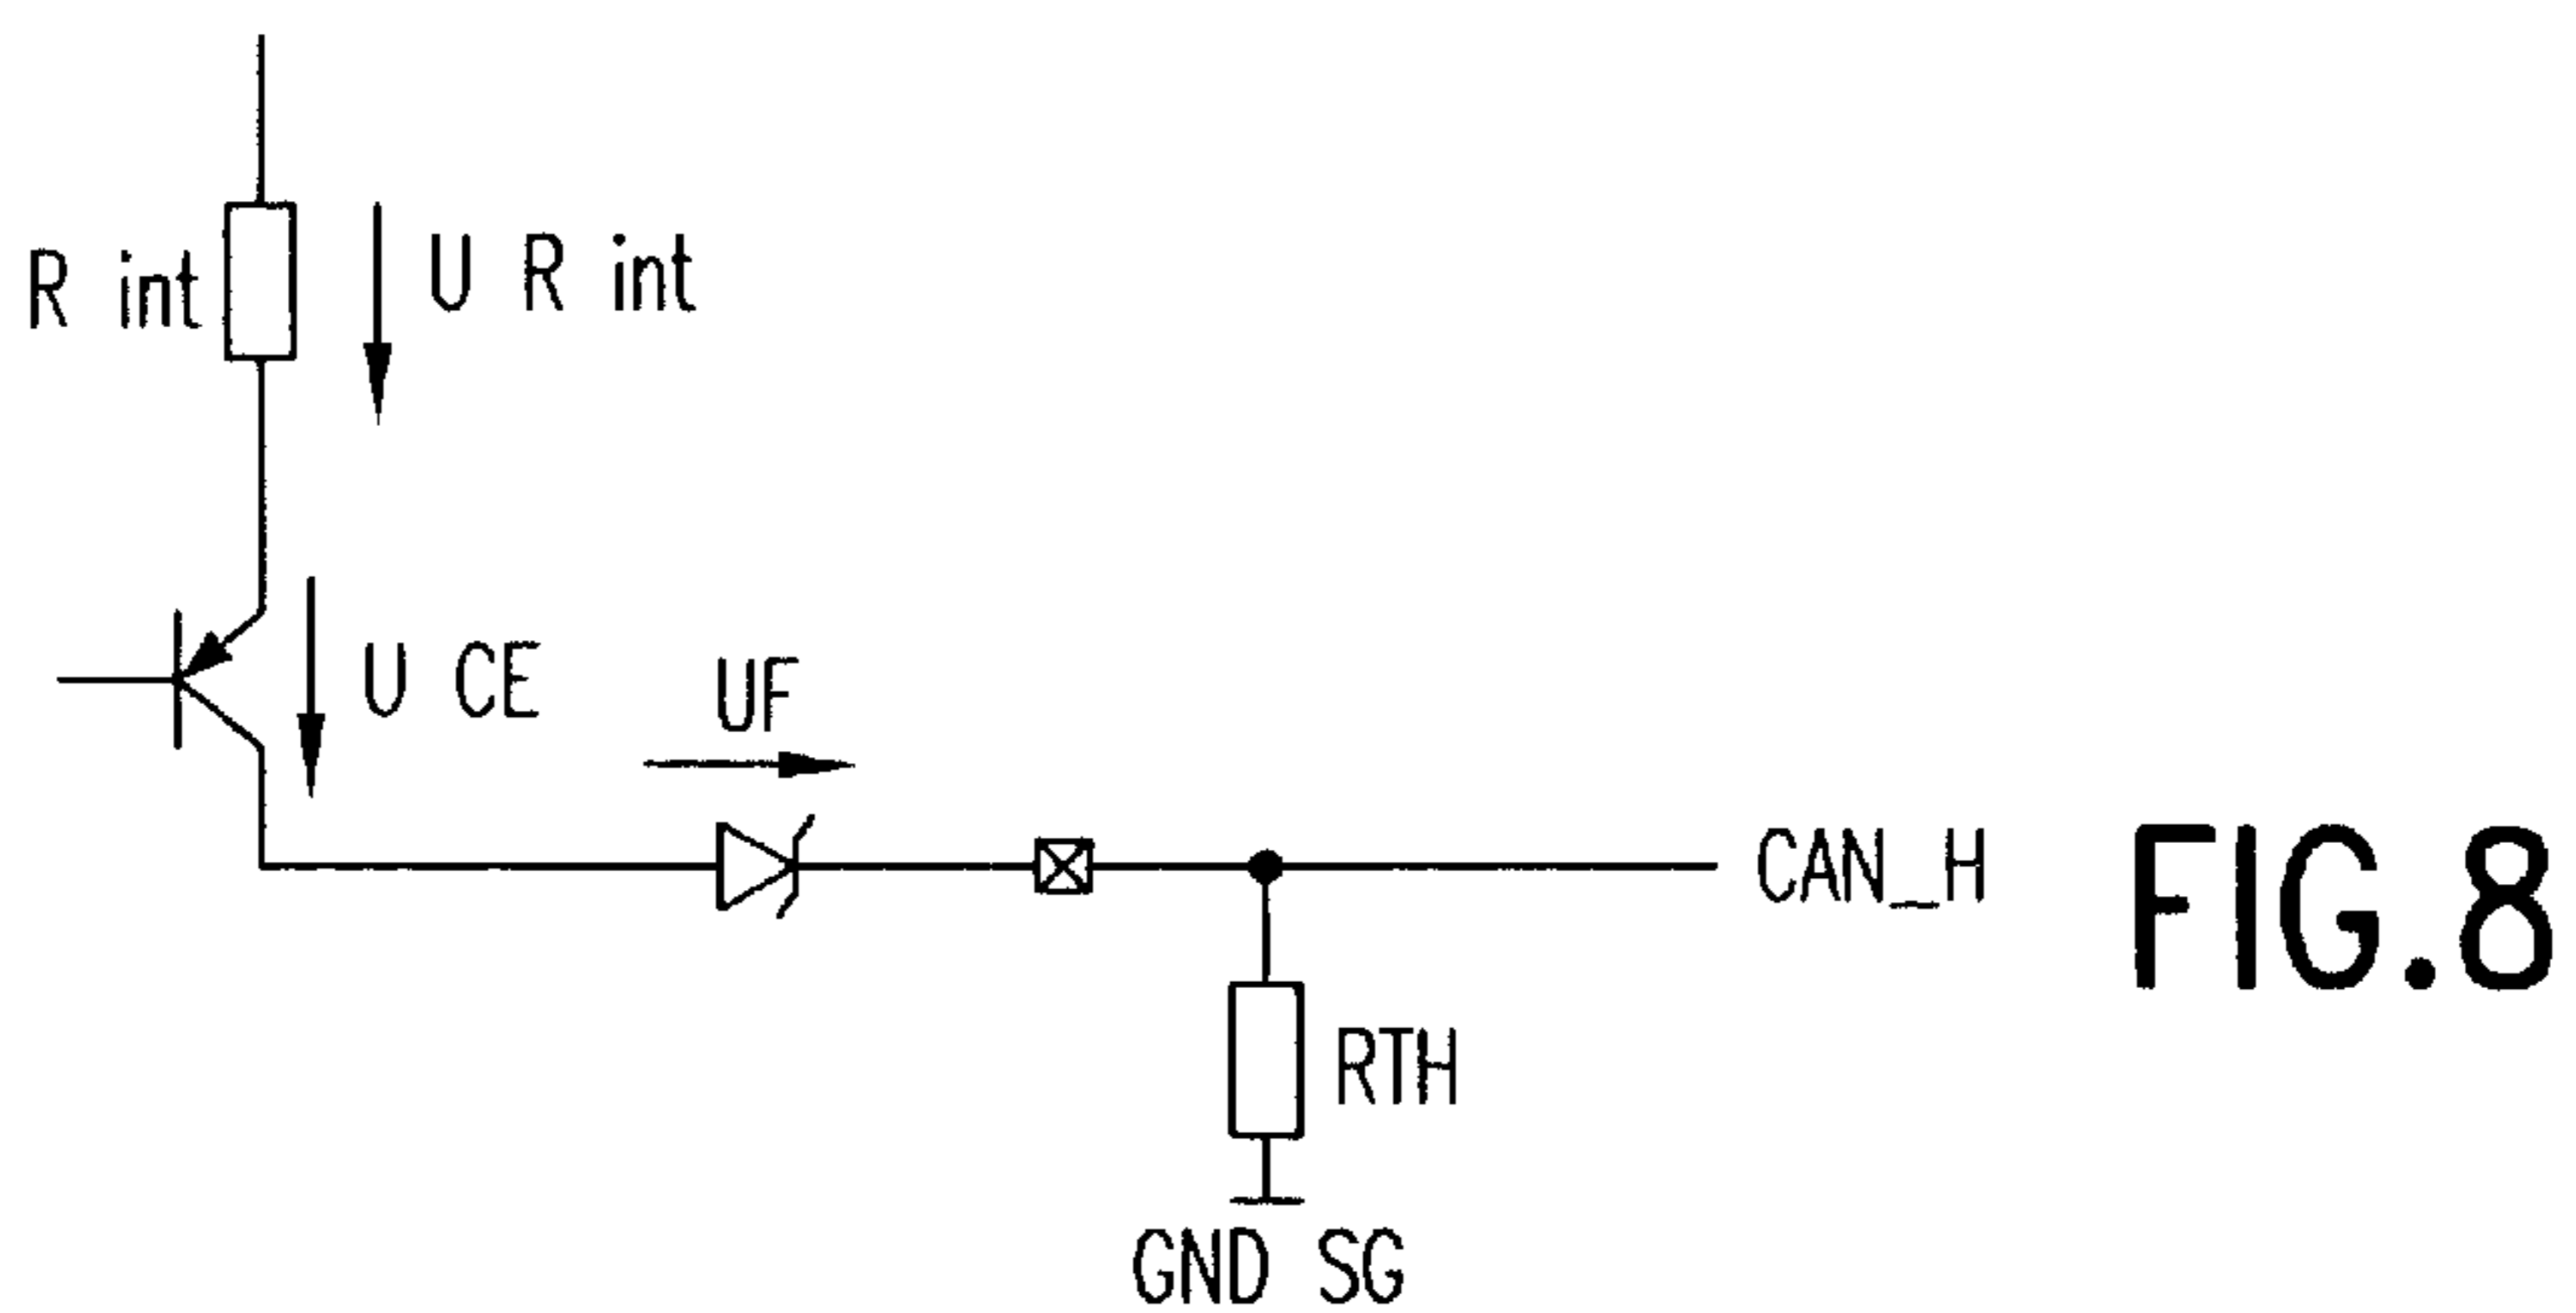 R int
U R int
U CE
UF
CAN_H
FIG.8
RTH
GND SG